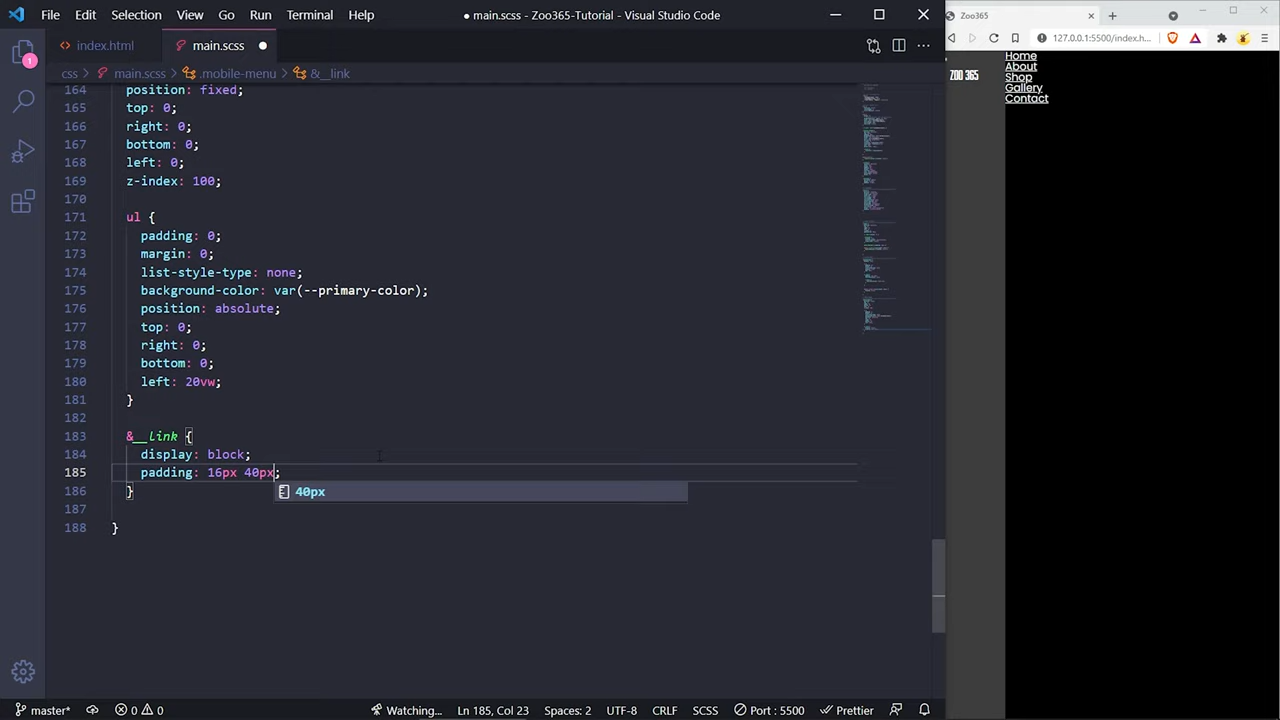 File Edit Selection View Go Run Terminal Help
● main.scss - Zoo365-Tutorial - Visual Studio Code
index.html
main.scss ●
css > main.scss > .mobile-menu > &__link
164 position: fixed;
165 top: 0;
166 right: 0;
167 bottom: 0;
168 left: 0;
169 z-index: 100;
170
171 ul {
172 padding: 0;
173 margin: 0;
174 list-style-type: none;
175 background-color: var(--primary-color);
176 position: absolute;
177 top: 0;
178 right: 0;
179 bottom: 0;
180 left: 20vw;
181 }
182
183 &__link {
184 display: block;
185 padding: 16px 40px;
40px
186 }
187
188 }
1
master* 0 0 Watching... Ln 185, Col 23 Spaces: 2 UTF-8 CRLF SCSS Port : 5500 Prettier
Zoo365
127.0.0.1:5500/index.h...
ZOO 365
Home
About
Shop
Gallery
Contact